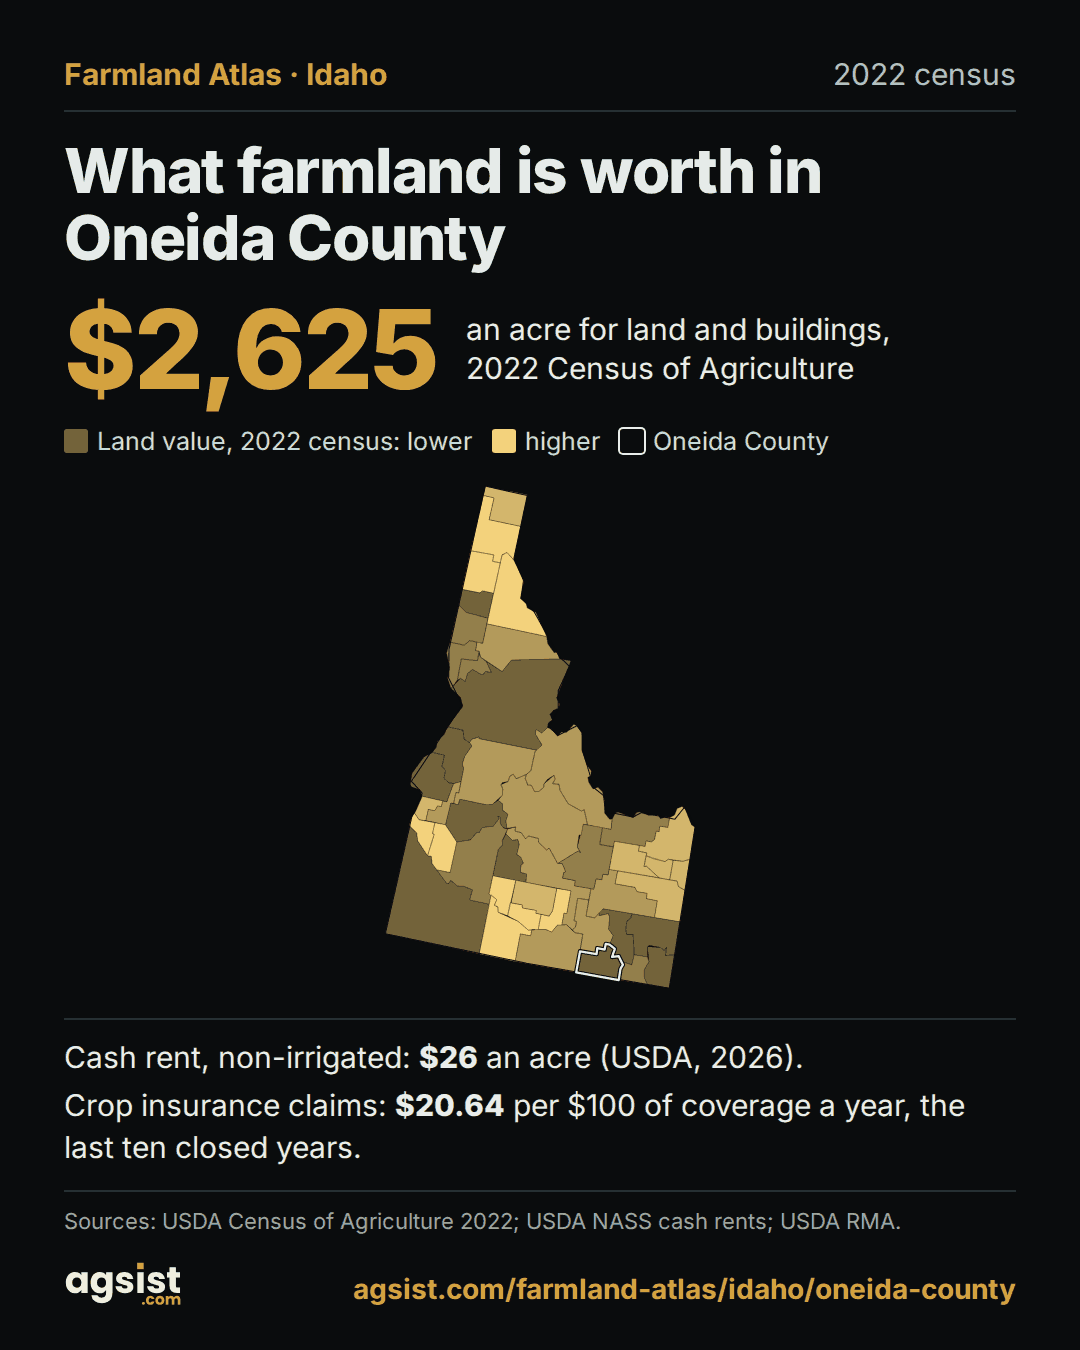 Farmland Atlas · Idaho
2022 census
What farmland is worth in
Oneida County
$2,625
an acre for land and buildings,
2022 Census of Agriculture
Land value, 2022 census: lower
higher
Oneida County
Cash rent, non-irrigated: $26 an acre (USDA, 2026).
Crop insurance claims: $20.64 per $100 of coverage a year, the
last ten closed years.
Sources: USDA Census of Agriculture 2022; USDA NASS cash rents; USDA RMA.
agsist
.com
agsist.com/farmland-atlas/idaho/oneida-county